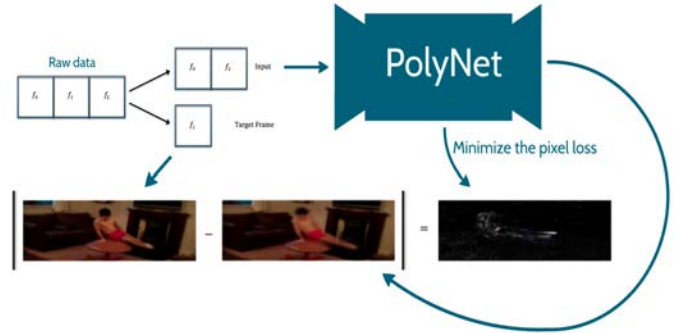 Raw data
f₀ f₁ f₂
f₀ f₂ Input
f₁ Target Frame
PolyNet
Minimize the pixel loss
| - | =